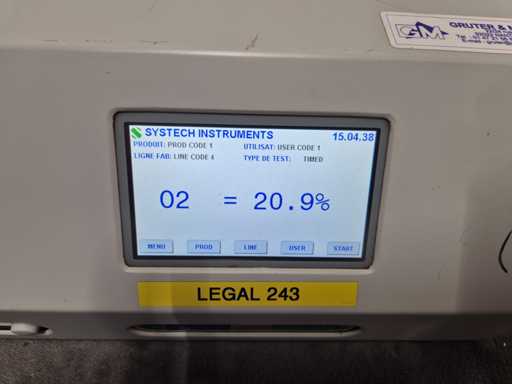 GRUTER &
SYSTECH INSTRUMENTS 15.04.38
PRODUIT: PROD CODE 1 UTILISAT: USER CODE 1
LIGNE FAB: LINE CODE 4 TYPE DE TEST: TIMED
O2 = 20.9%
MENU PROD LINE USER START
LEGAL 243